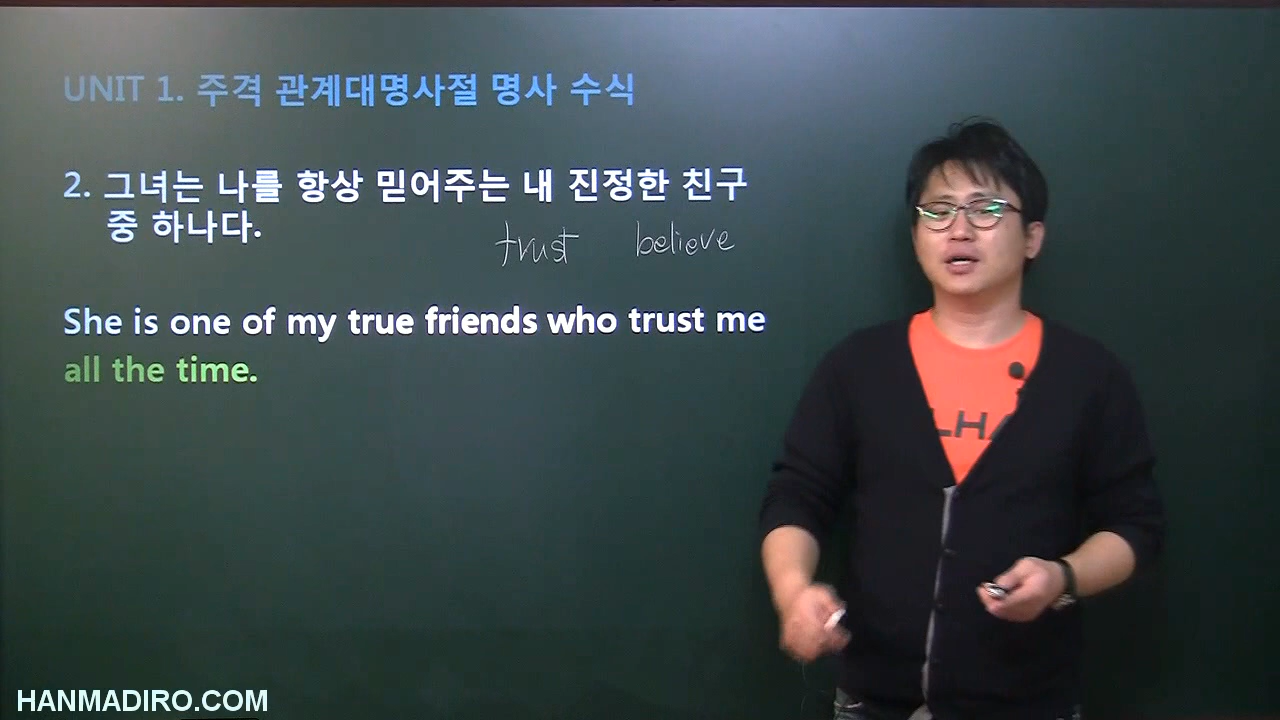 UNIT 1. 주격 관계대명사절 명사 수식
2. 그녀는 나를 항상 믿어주는 내 진정한 친구
중 하나다.
trust believe
She is one of my true friends who trust me
all the time.
LHA
HANMADIRO.COM